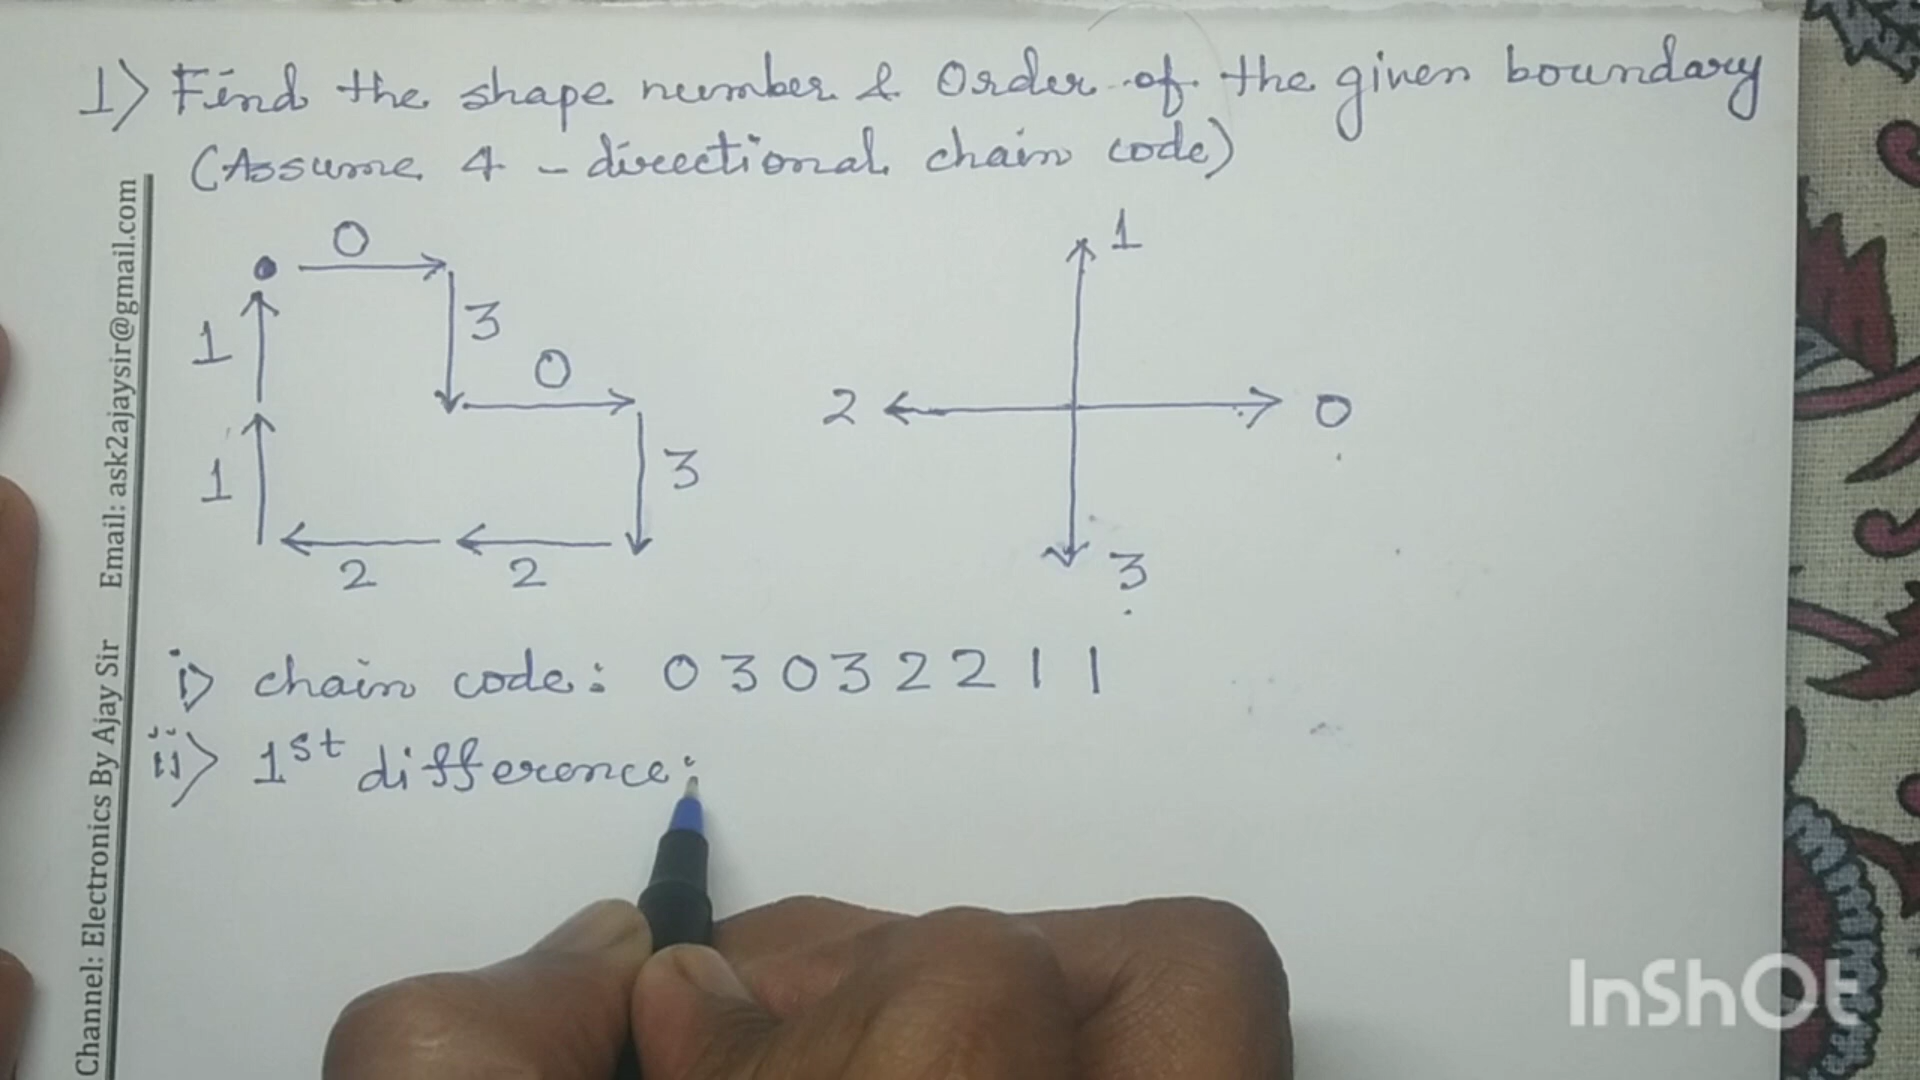 1) Find the shape number & Order of the given boundary
(Assume 4 - directional chain code)
0
1
3
0
1
3
2
2
1
2
0
3
i) chain code: 0 3 0 3 2 2 1 1
ii) 1st difference:
Channel: Electronics By Ajay Sir Email: ask2ajaysir@gmail.com
InShOt